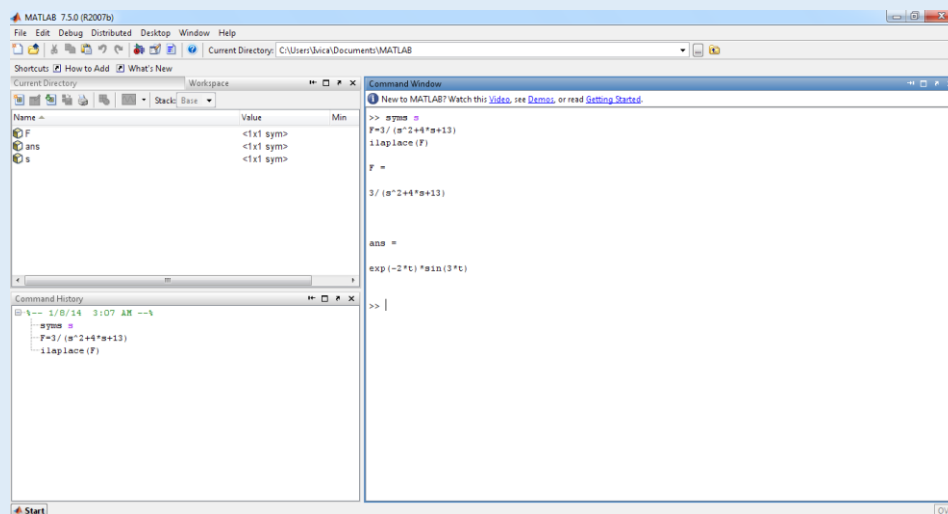 MATLAB 7.5.0 (R2007b)
File Edit Debug Distributed Desktop Window Help
Current Directory: C:\Users\Ivica\Documents\MATLAB
Shortcuts How to Add What's New
Current Directory Workspace
Stack: Base
Name Value Min
F <1x1 sym>
ans <1x1 sym>
s <1x1 sym>
Command History
%-- 1/8/14 3:07 AM --%
syms s
F=3/(s^2+4*s+13)
ilaplace(F)
Command Window
New to MATLAB? Watch this Video, see Demos, or read Getting Started.
>> syms s
F=3/(s^2+4*s+13)
ilaplace(F)
F =
3/(s^2+4*s+13)
ans =
exp(-2*t)*sin(3*t)
>>
Start